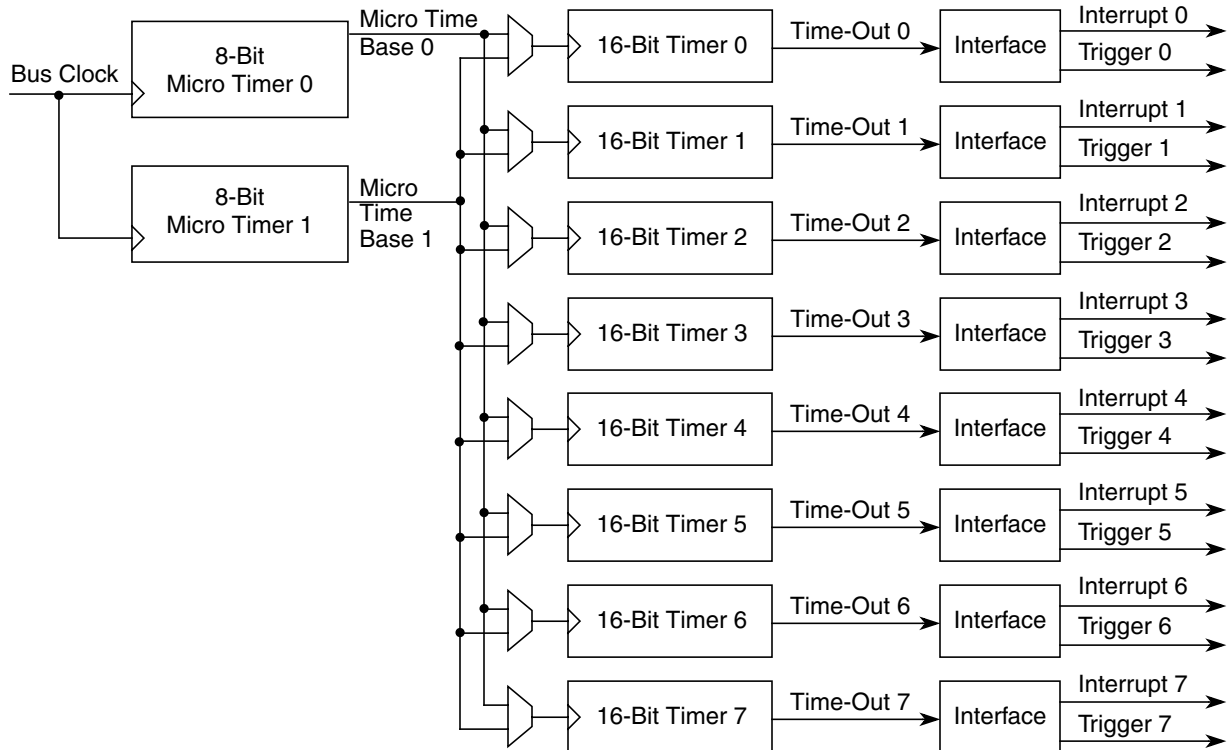 Bus Clock
8-Bit
Micro Timer 0
Micro Time
Base 0
8-Bit
Micro Timer 1
Micro
Time
Base 1
16-Bit Timer 0
Time-Out 0
Interface
Interrupt 0
Trigger 0
16-Bit Timer 1
Time-Out 1
Interface
Interrupt 1
Trigger 1
16-Bit Timer 2
Time-Out 2
Interface
Interrupt 2
Trigger 2
16-Bit Timer 3
Time-Out 3
Interface
Interrupt 3
Trigger 3
16-Bit Timer 4
Time-Out 4
Interface
Interrupt 4
Trigger 4
16-Bit Timer 5
Time-Out 5
Interface
Interrupt 5
Trigger 5
16-Bit Timer 6
Time-Out 6
Interface
Interrupt 6
Trigger 6
16-Bit Timer 7
Time-Out 7
Interface
Interrupt 7
Trigger 7